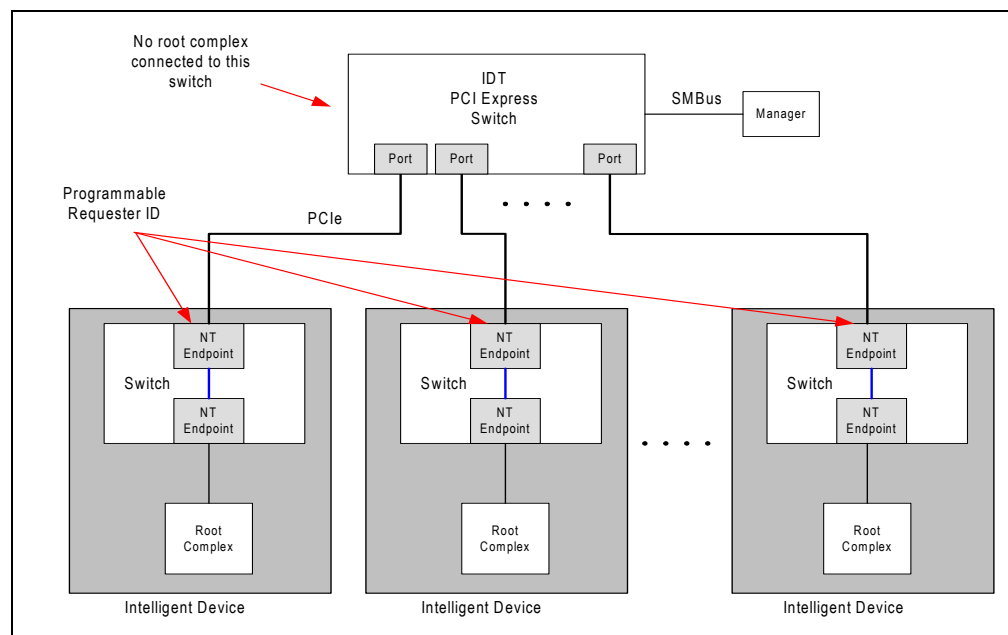 No root complex
connected to this
switch
IDT
PCI Express
Switch
SMBus
Manager
Port
Port
Port
Programmable
Requester ID
PCIe
NT
Endpoint
Switch
NT
Endpoint
Root
Complex
Intelligent Device
NT
Endpoint
Switch
NT
Endpoint
Root
Complex
Intelligent Device
NT
Endpoint
Switch
NT
Endpoint
Root
Complex
Intelligent Device